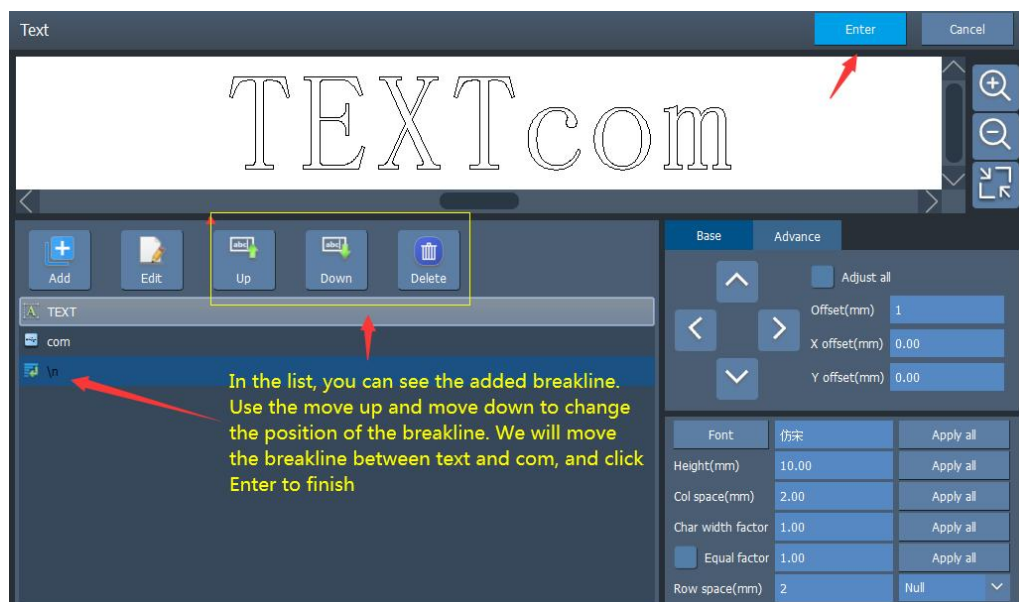 Text
Enter
Cancel
TEXTcom
Add
Edit
abc
Up
abc
Down
Delete
A TEXT
com
\n
In the list, you can see the added breakline.
Use the move up and move down to change
the position of the breakline. We will move
the breakline between text and com, and click
Enter to finish
Base
Advance
Adjust all
Offset(mm) 1
X offset(mm) 0.00
Y offset(mm) 0.00
Font 仿宋 Apply all
Height(mm) 10.00 Apply all
Col space(mm) 2.00 Apply all
Char width factor 1.00 Apply all
Equal factor 1.00 Apply all
Row space(mm) 2 Null